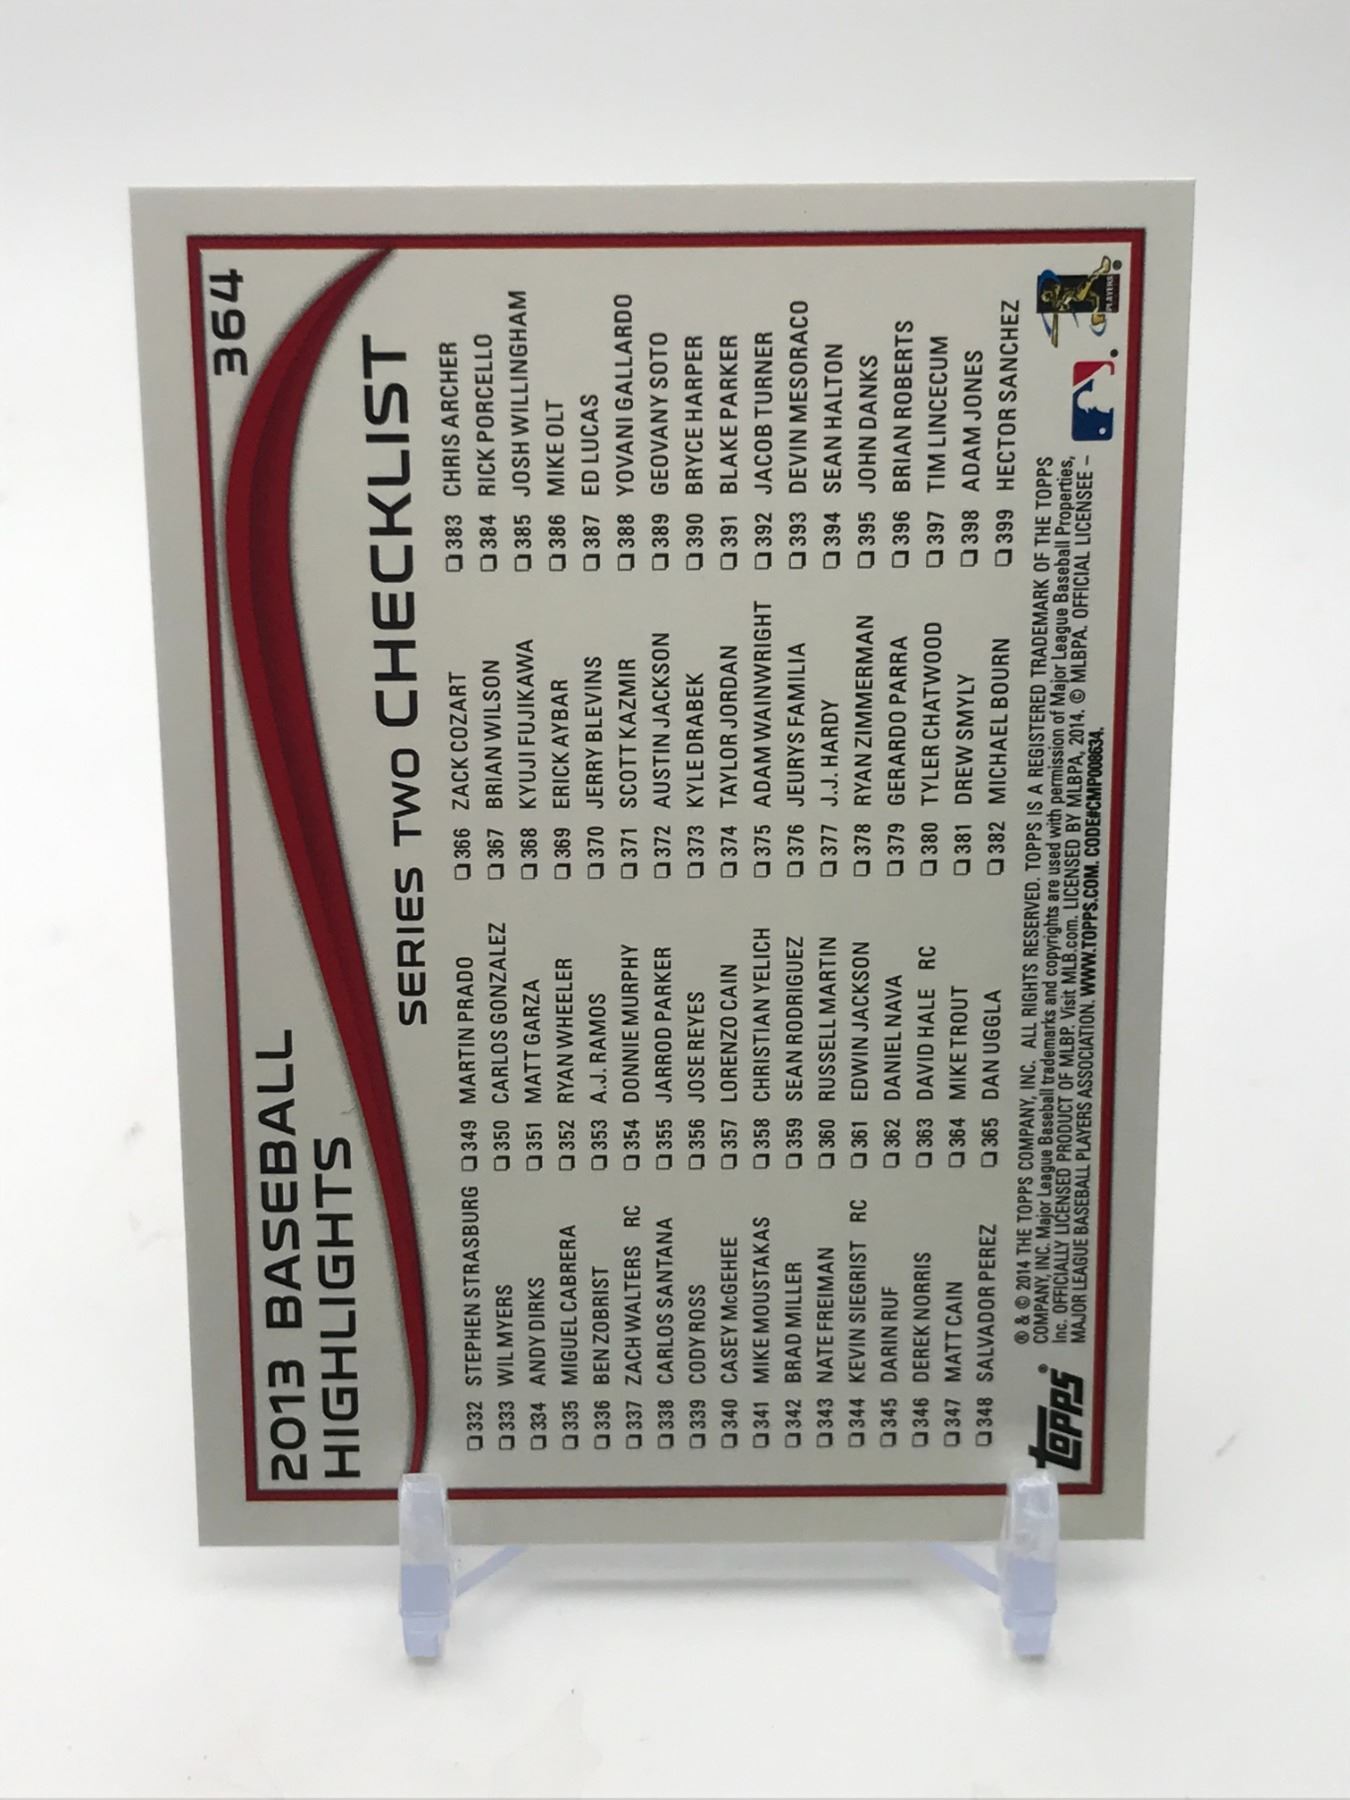 2013 BASEBALL
HIGHLIGHTS
364
SERIES TWO CHECKLIST
332 STEPHEN STRASBURG
333 WIL MYERS
334 ANDY DIRKS
335 MIGUEL CABRERA
336 BEN ZOBRIST
337 ZACH WALTERS RC
338 CARLOS SANTANA
339 CODY ROSS
340 CASEY McGEHEE
341 MIKE MOUSTAKAS
342 BRAD MILLER
343 NATE FREIMAN
344 KEVIN SIEGRIST RC
345 DARIN RUF
346 DEREK NORRIS
347 MATT CAIN
348 SALVADOR PEREZ
349 MARTIN PRADO
350 CARLOS GONZALEZ
351 MATT GARZA
352 RYAN WHEELER
353 A.J. RAMOS
354 DONNIE MURPHY
355 JARROD PARKER
356 JOSE REYES
357 LORENZO CAIN
358 CHRISTIAN YELICH
359 SEAN RODRIGUEZ
360 RUSSELL MARTIN
361 EDWIN JACKSON
362 DANIEL NAVA
363 DAVID HALE RC
364 MIKE TROUT
365 DAN UGGLA
366 ZACK COZART
367 BRIAN WILSON
368 KYUJI FUJIKAWA
369 ERICK AYBAR
370 JERRY BLEVINS
371 SCOTT KAZMIR
372 AUSTIN JACKSON
373 KYLE DRABEK
374 TAYLOR JORDAN
375 ADAM WAINWRIGHT
376 JEURYS FAMILIA
377 J.J. HARDY
378 RYAN ZIMMERMAN
379 GERARDO PARRA
380 TYLER CHATWOOD
381 DREW SMYLY
382 MICHAEL BOURN
383 CHRIS ARCHER
384 RICK PORCELLO
385 JOSH WILLINGHAM
386 MIKE OLT
387 ED LUCAS
388 YOVANI GALLARDO
389 GEOVANY SOTO
390 BRYCE HARPER
391 BLAKE PARKER
392 JACOB TURNER
393 DEVIN MESORACO
394 SEAN HALTON
395 JOHN DANKS
396 BRIAN ROBERTS
397 TIM LINCECUM
398 ADAM JONES
399 HECTOR SANCHEZ
topps®
® & © 2014 THE TOPPS COMPANY, INC. ALL RIGHTS RESERVED. TOPPS IS A REGISTERED TRADEMARK OF THE TOPPS
COMPANY, INC. Major League Baseball trademarks and copyrights are used with permission of Major League Baseball Properties,
Inc. OFFICIALLY LICENSED PRODUCT OF MLBP. Visit MLB.com. LICENSED BY MLBPA, 2014. © MLBPA. OFFICIAL LICENSEE –
MAJOR LEAGUE BASEBALL PLAYERS ASSOCIATION. WWW.TOPPS.COM. CODE#CMP008634.
PLAYERS
®